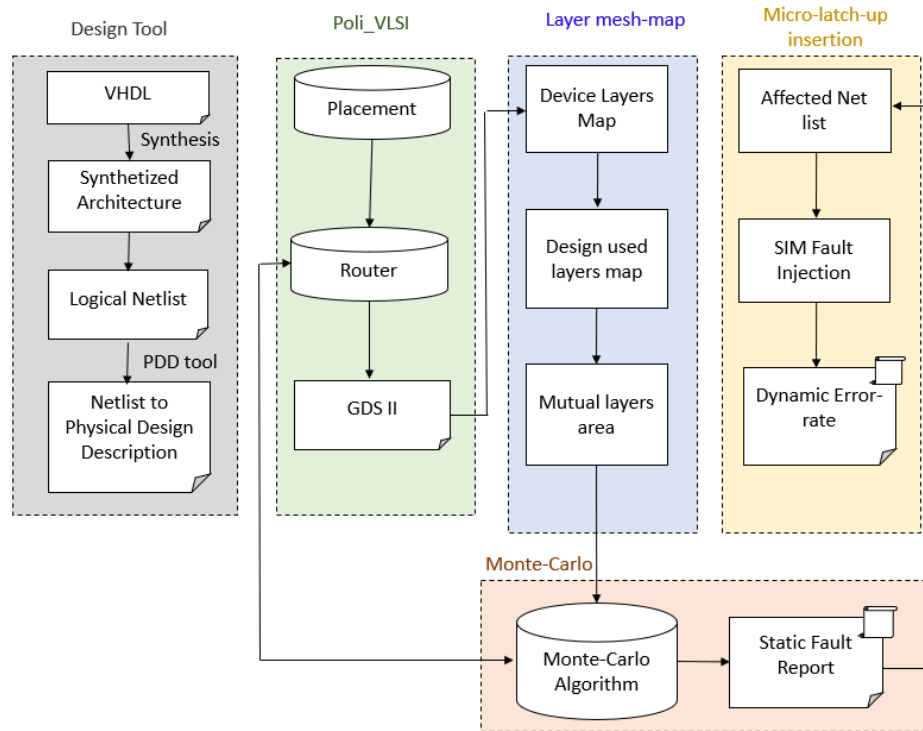 Design Tool
VHDL
Synthesis
Synthetized
Architecture
Logical Netlist
PDD tool
Netlist to
Physical Design
Description
Poli_VLSI
Placement
Router
GDS II
Layer mesh-map
Device Layers
Map
Design used
layers map
Mutual layers
area
Micro-latch-up
insertion
Affected Net
list
SIM Fault
Injection
Dynamic Error-
rate
Monte-Carlo
Monte-Carlo
Algorithm
Static Fault
Report